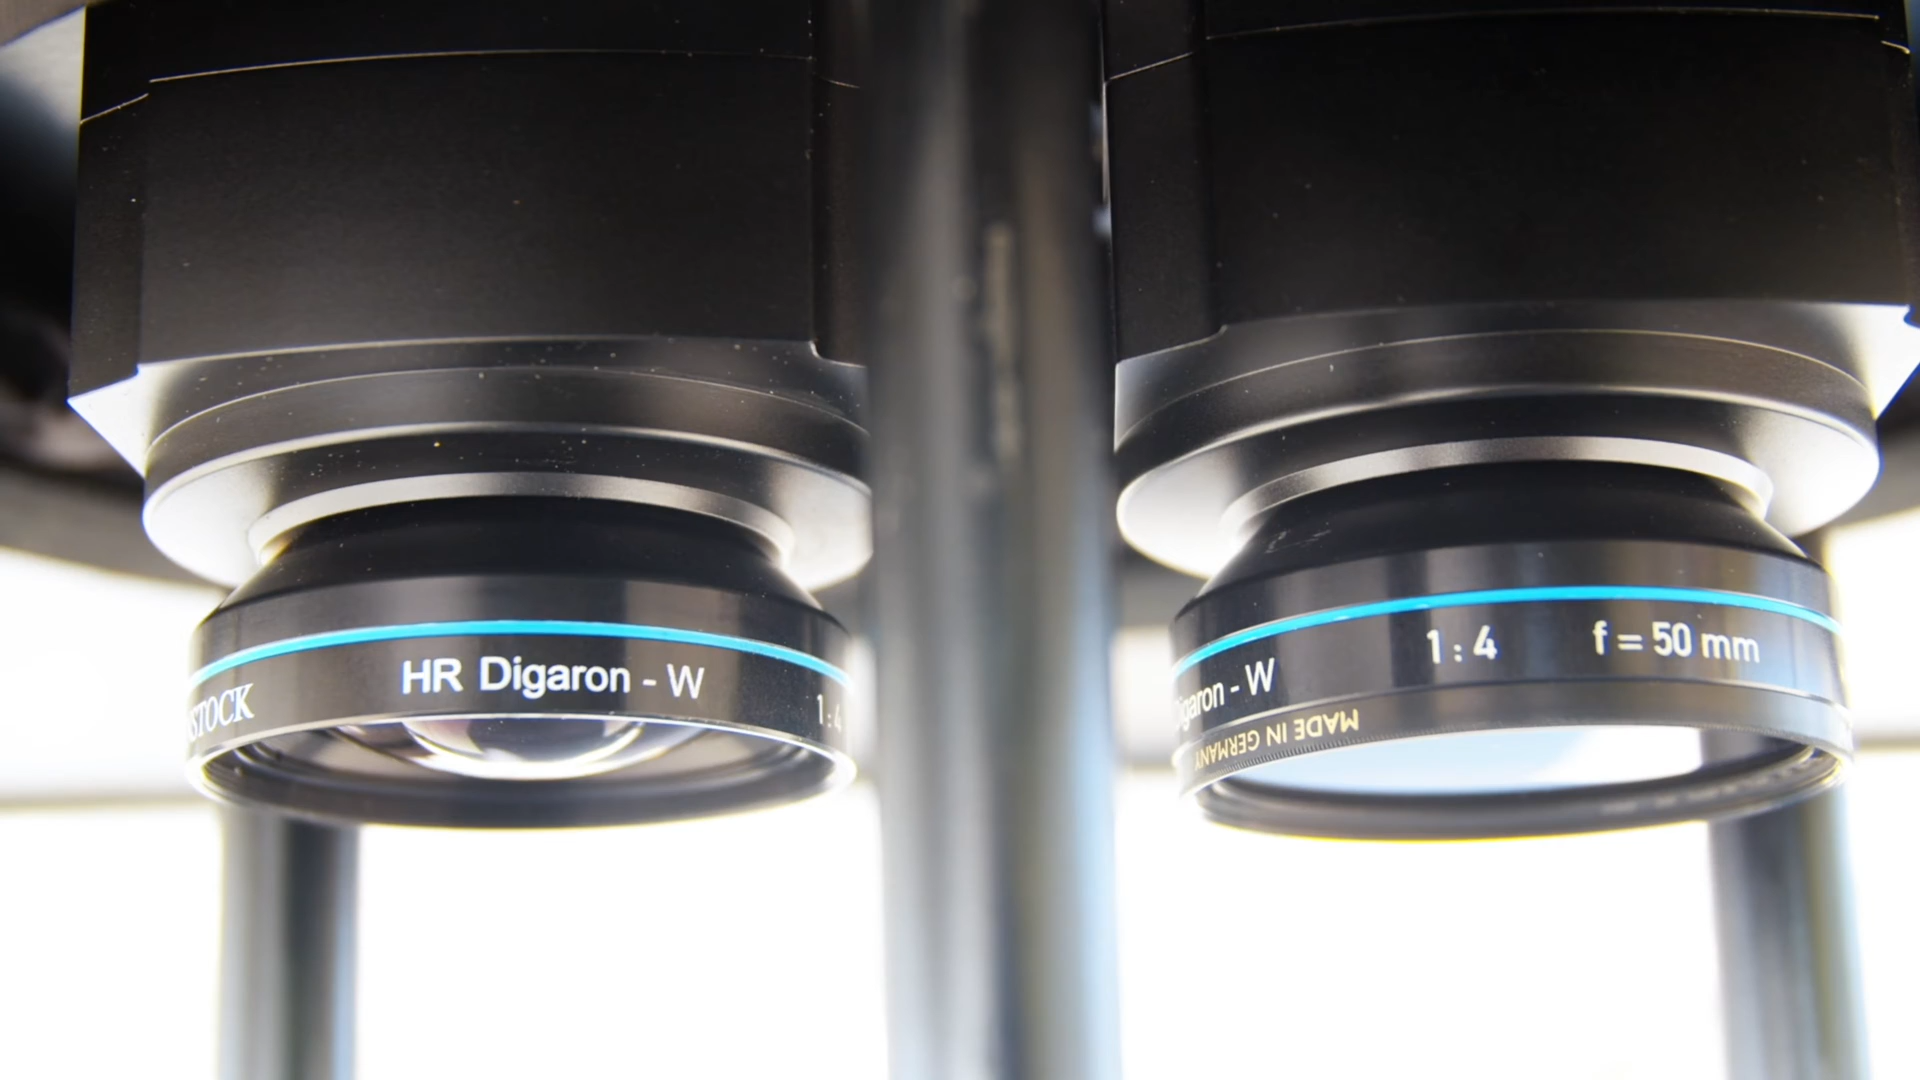 STOCK HR Digaron - W 1:4
Digaron - W 1:4 f = 50 mm
MADE IN GERMANY